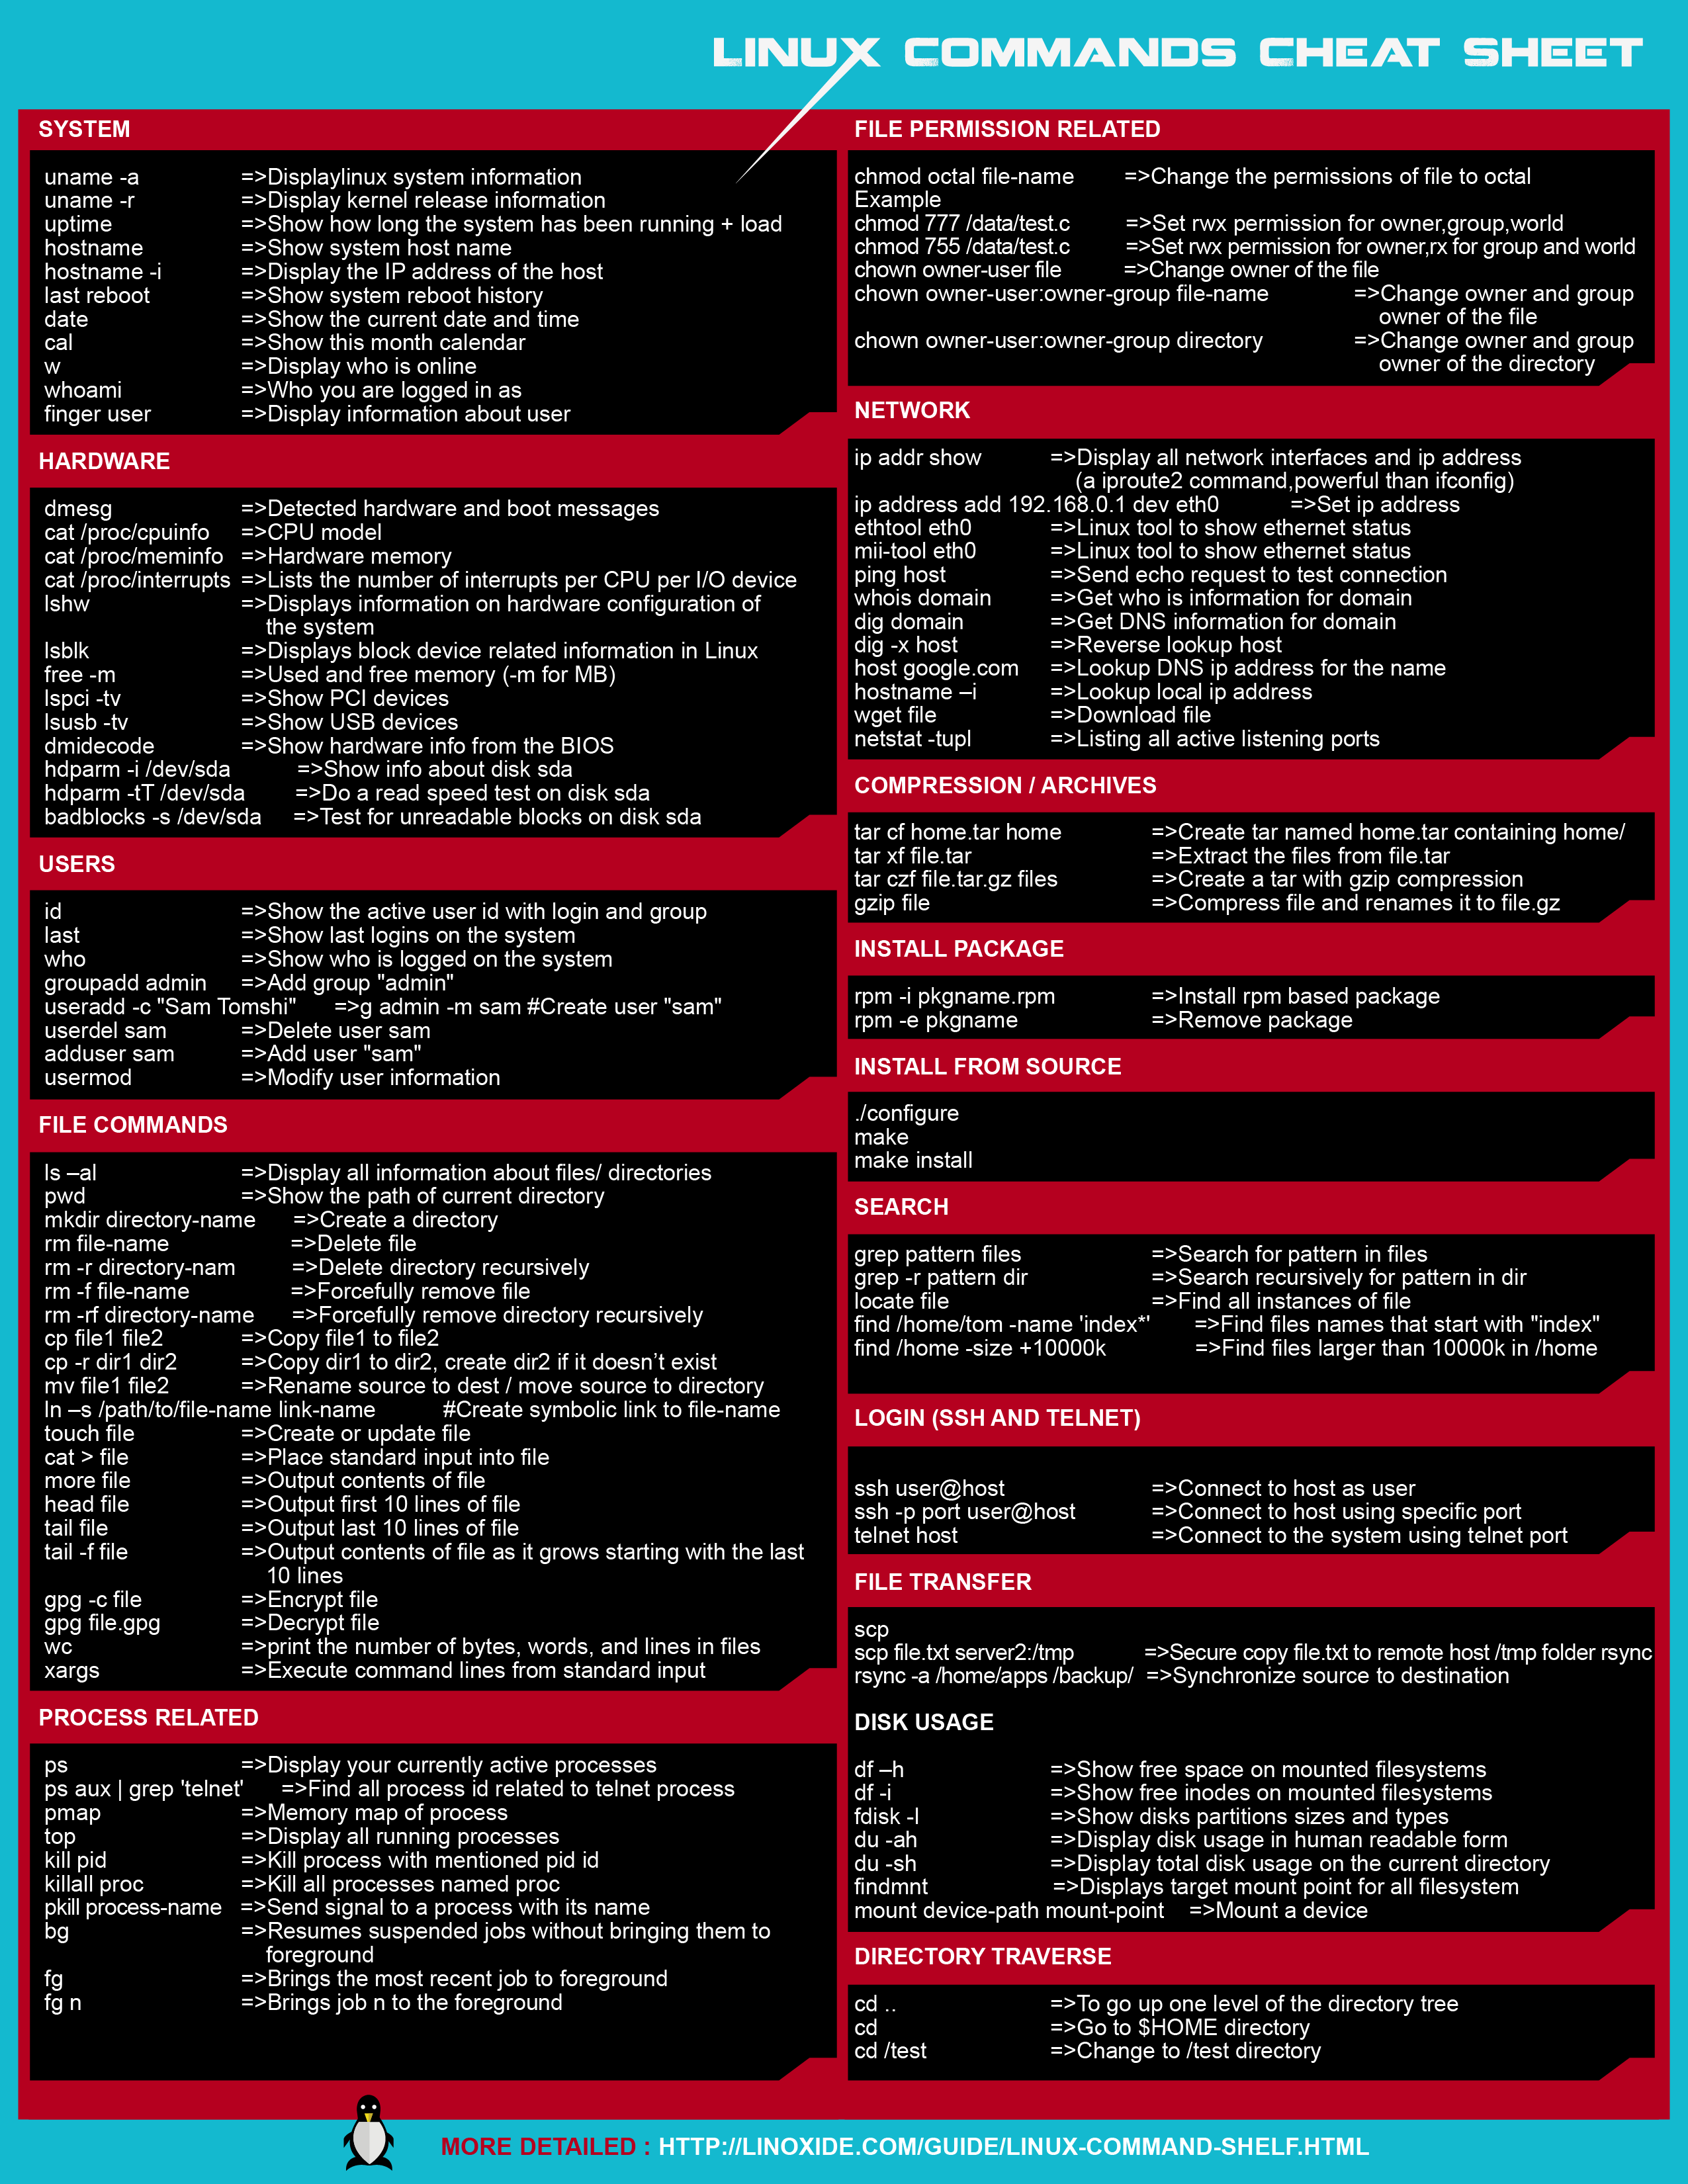 LINUX COMMANDS CHEAT SHEET
SYSTEM
uname -a =>Displaylinux system information
uname -r =>Display kernel release information
uptime =>Show how long the system has been running + load
hostname =>Show system host name
hostname -i =>Display the IP address of the host
last reboot =>Show system reboot history
date =>Show the current date and time
cal =>Show this month calendar
w =>Display who is online
whoami =>Who you are logged in as
finger user =>Display information about user
HARDWARE
dmesg =>Detected hardware and boot messages
cat /proc/cpuinfo =>CPU model
cat /proc/meminfo =>Hardware memory
cat /proc/interrupts =>Lists the number of interrupts per CPU per I/O device
lshw =>Displays information on hardware configuration of
the system
lsblk =>Displays block device related information in Linux
free -m =>Used and free memory (-m for MB)
lspci -tv =>Show PCI devices
lsusb -tv =>Show USB devices
dmidecode =>Show hardware info from the BIOS
hdparm -i /dev/sda =>Show info about disk sda
hdparm -tT /dev/sda =>Do a read speed test on disk sda
badblocks -s /dev/sda =>Test for unreadable blocks on disk sda
USERS
id =>Show the active user id with login and group
last =>Show last logins on the system
who =>Show who is logged on the system
groupadd admin =>Add group "admin"
useradd -c "Sam Tomshi" =>g admin -m sam #Create user "sam"
userdel sam =>Delete user sam
adduser sam =>Add user "sam"
usermod =>Modify user information
FILE COMMANDS
ls –al =>Display all information about files/ directories
pwd =>Show the path of current directory
mkdir directory-name =>Create a directory
rm file-name =>Delete file
rm -r directory-nam =>Delete directory recursively
rm -f file-name =>Forcefully remove file
rm -rf directory-name =>Forcefully remove directory recursively
cp file1 file2 =>Copy file1 to file2
cp -r dir1 dir2 =>Copy dir1 to dir2, create dir2 if it doesn’t exist
mv file1 file2 =>Rename source to dest / move source to directory
ln –s /path/to/file-name link-name #Create symbolic link to file-name
touch file =>Create or update file
cat > file =>Place standard input into file
more file =>Output contents of file
head file =>Output first 10 lines of file
tail file =>Output last 10 lines of file
tail -f file =>Output contents of file as it grows starting with the last
10 lines
gpg -c file =>Encrypt file
gpg file.gpg =>Decrypt file
wc =>print the number of bytes, words, and lines in files
xargs =>Execute command lines from standard input
PROCESS RELATED
ps =>Display your currently active processes
ps aux | grep 'telnet' =>Find all process id related to telnet process
pmap =>Memory map of process
top =>Display all running processes
kill pid =>Kill process with mentioned pid id
killall proc =>Kill all processes named proc
pkill process-name =>Send signal to a process with its name
bg =>Resumes suspended jobs without bringing them to
foreground
fg =>Brings the most recent job to foreground
fg n =>Brings job n to the foreground
FILE PERMISSION RELATED
chmod octal file-name =>Change the permissions of file to octal
Example
chmod 777 /data/test.c =>Set rwx permission for owner,group,world
chmod 755 /data/test.c =>Set rwx permission for owner,rx for group and world
chown owner-user file =>Change owner of the file
chown owner-user:owner-group file-name =>Change owner and group
owner of the file
chown owner-user:owner-group directory =>Change owner and group
owner of the directory
NETWORK
ip addr show =>Display all network interfaces and ip address
(a iproute2 command,powerful than ifconfig)
ip address add 192.168.0.1 dev eth0 =>Set ip address
ethtool eth0 =>Linux tool to show ethernet status
mii-tool eth0 =>Linux tool to show ethernet status
ping host =>Send echo request to test connection
whois domain =>Get who is information for domain
dig domain =>Get DNS information for domain
dig -x host =>Reverse lookup host
host google.com =>Lookup DNS ip address for the name
hostname –i =>Lookup local ip address
wget file =>Download file
netstat -tupl =>Listing all active listening ports
COMPRESSION / ARCHIVES
tar cf home.tar home =>Create tar named home.tar containing home/
tar xf file.tar =>Extract the files from file.tar
tar czf file.tar.gz files =>Create a tar with gzip compression
gzip file =>Compress file and renames it to file.gz
INSTALL PACKAGE
rpm -i pkgname.rpm =>Install rpm based package
rpm -e pkgname =>Remove package
INSTALL FROM SOURCE
./configure
make
make install
SEARCH
grep pattern files =>Search for pattern in files
grep -r pattern dir =>Search recursively for pattern in dir
locate file =>Find all instances of file
find /home/tom -name 'index*' =>Find files names that start with "index"
find /home -size +10000k =>Find files larger than 10000k in /home
LOGIN (SSH AND TELNET)
ssh user@host =>Connect to host as user
ssh -p port user@host =>Connect to host using specific port
telnet host =>Connect to the system using telnet port
FILE TRANSFER
scp
scp file.txt server2:/tmp =>Secure copy file.txt to remote host /tmp folder rsync
rsync -a /home/apps /backup/ =>Synchronize source to destination
DISK USAGE
df –h =>Show free space on mounted filesystems
df -i =>Show free inodes on mounted filesystems
fdisk -l =>Show disks partitions sizes and types
du -ah =>Display disk usage in human readable form
du -sh =>Display total disk usage on the current directory
findmnt =>Displays target mount point for all filesystem
mount device-path mount-point =>Mount a device
DIRECTORY TRAVERSE
cd .. =>To go up one level of the directory tree
cd =>Go to $HOME directory
cd /test =>Change to /test directory
MORE DETAILED : HTTP://LINOXIDE.COM/GUIDE/LINUX-COMMAND-SHELF.HTML